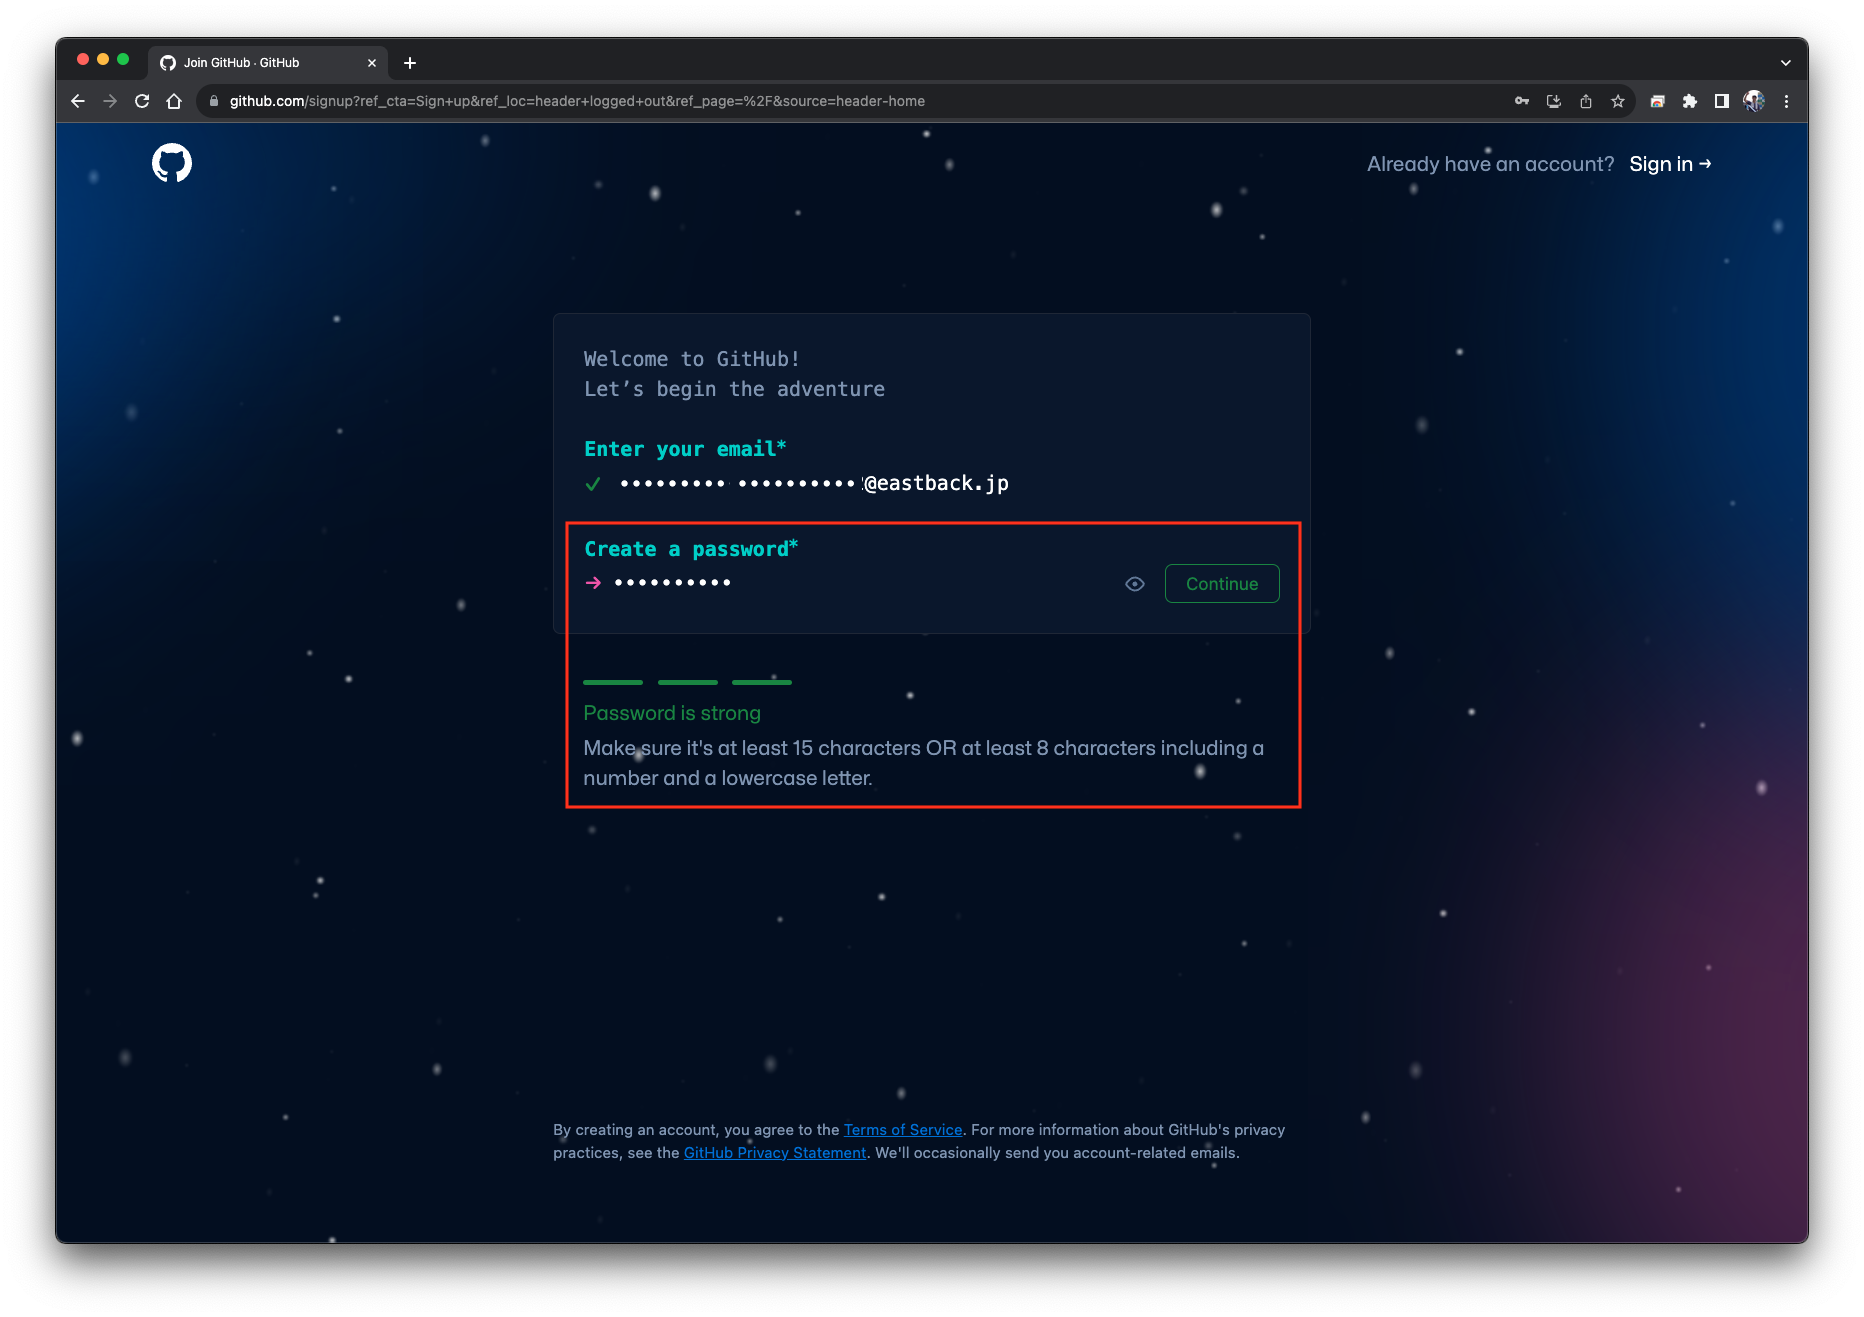 Join GitHub · GitHub
github.com/signup?ref_cta=Sign+up&ref_loc=header+logged+out&ref_page=%2F&source=header-home
Already have an account? Sign in →
Welcome to GitHub!
Let’s begin the adventure
Enter your email*
✓ ••••••••• ••••••••••@eastback.jp
Create a password*
→ ••••••••••
Continue
Password is strong
Make sure it's at least 15 characters OR at least 8 characters including a
number and a lowercase letter.
By creating an account, you agree to the Terms of Service. For more information about GitHub's privacy
practices, see the GitHub Privacy Statement. We'll occasionally send you account-related emails.